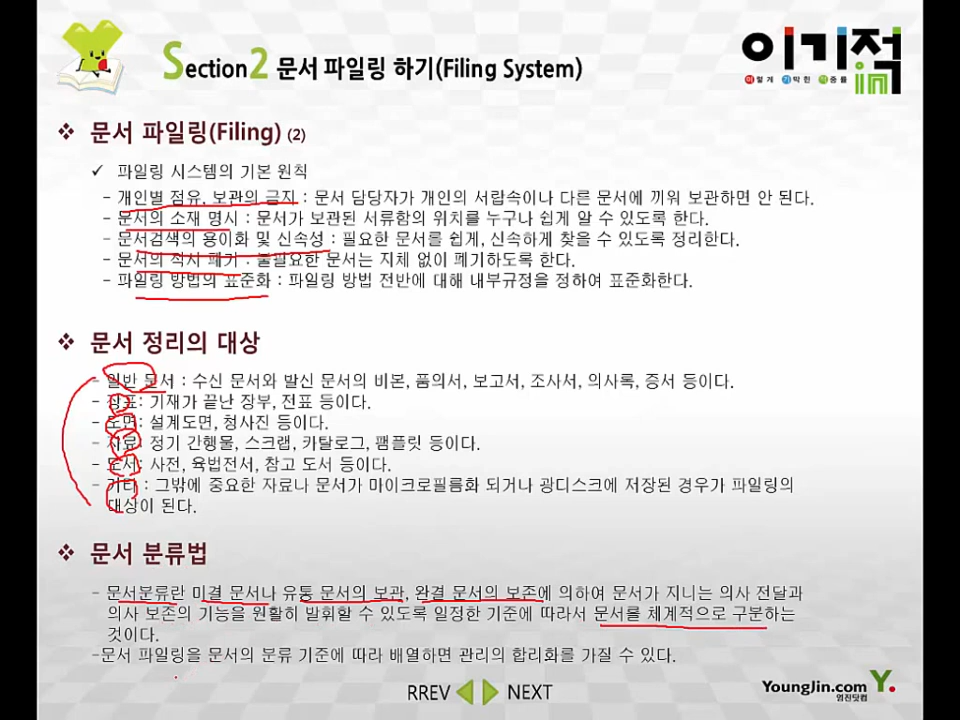 Section2 문서 파일링 하기(Filing System)
이기적in
이렇게 기막힌 적중률
❖ 문서 파일링(Filing) (2)
✓ 파일링 시스템의 기본 원칙
– 개인별 점유, 보관의 금지 : 문서 담당자가 개인의 서랍속이나 다른 문서에 끼워 보관하면 안 된다.
– 문서의 소재 명시 : 문서가 보관된 서류함의 위치를 누구나 쉽게 알 수 있도록 한다.
– 문서검색의 용이화 및 신속성 : 필요한 문서를 쉽게, 신속하게 찾을 수 있도록 정리한다.
– 문서의 적시 폐기 : 불필요한 문서는 지체 없이 폐기하도록 한다.
– 파일링 방법의 표준화 : 파일링 방법 전반에 대해 내부규정을 정하여 표준화한다.
❖ 문서 정리의 대상
– 일반 문서 : 수신 문서와 발신 문서의 비본, 품의서, 보고서, 조사서, 의사록, 증서 등이다.
– 장표: 기재가 끝난 장부, 전표 등이다.
– 도면: 설계도면, 청사진 등이다.
– 자료: 정기 간행물, 스크랩, 카탈로그, 팸플릿 등이다.
– 도서: 사전, 육법전서, 참고 도서 등이다.
– 기타 : 그밖에 중요한 자료나 문서가 마이크로필름화 되거나 광디스크에 저장된 경우가 파일링의
대상이 된다.
❖ 문서 분류법
– 문서분류란 미결 문서나 유통 문서의 보관, 완결 문서의 보존에 의하여 문서가 지니는 의사 전달과
의사 보존의 기능을 원활히 발휘할 수 있도록 일정한 기준에 따라서 문서를 체계적으로 구분하는
것이다.
–문서 파일링을 문서의 분류 기준에 따라 배열하면 관리의 합리화를 가질 수 있다.
RREV NEXT
YoungJin.com Y.
영진닷컴